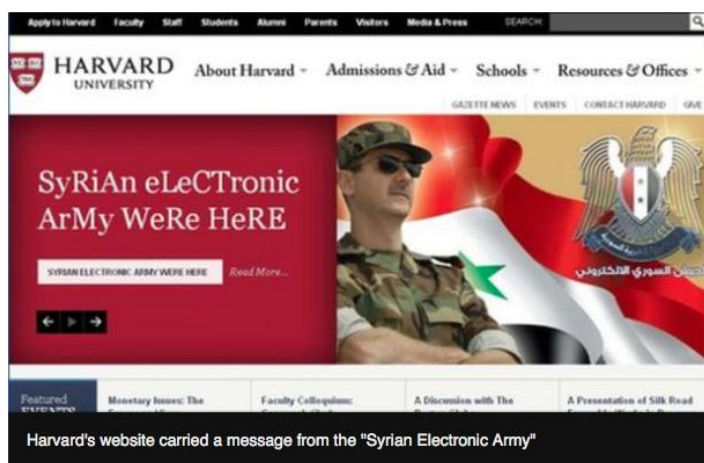 Apply to Harvard Faculty Staff Students Alumni Parents Visitors Media & Press SEARCH:
HARVARD
UNIVERSITY
About Harvard Admissions & Aid Schools Resources & Offices
GAZETTE NEWS EVENTS CONTACT HARVARD GIVE
SyRiAn eLeCTronic
ArMy WeRe HeRE
SYRIAN ELECTRONIC ARMY WERE HERE Read More...
السوري الالكتروني
Featured
EVENTS
Monetary Issues: The
Faculty Colloquium:
A Discussion with The
A Presentation of Silk Road
Harvard's website carried a message from the "Syrian Electronic Army"